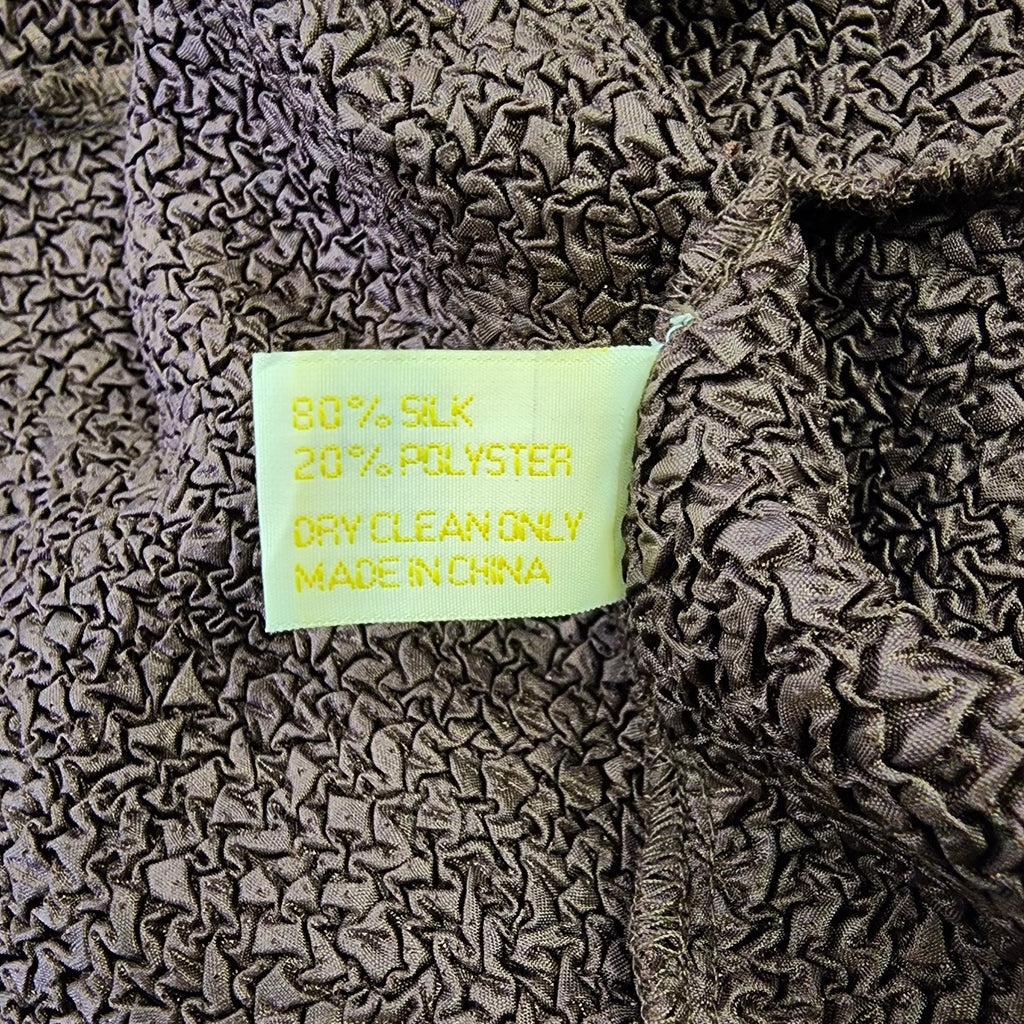 80% SILK
20% POLYSTER
DRY CLEAN ONLY
MADE IN CHINA